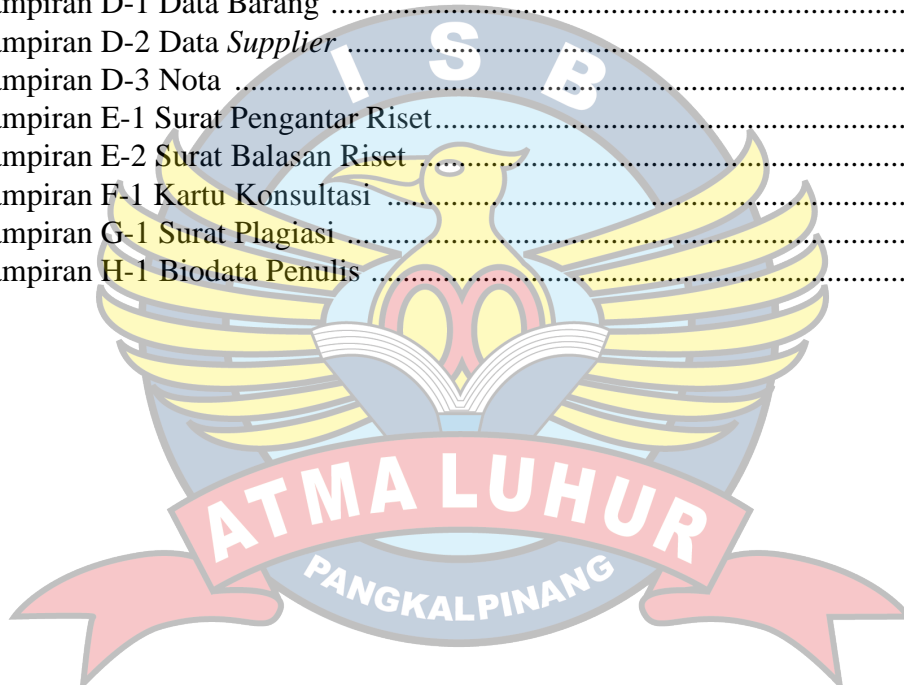 ampiran D-1 Data Barang ........................................................................
ampiran D-2 Data Supplier ......................................................................
ampiran D-3 Nota ....................................................................................
ampiran E-1 Surat Pengantar Riset............................................................
ampiran E-2 Surat Balasan Riset ..............................................................
ampiran F-1 Kartu Konsultasi ..................................................................
ampiran G-1 Surat Plagiasi .......................................................................
ampiran H-1 Biodata Penulis ....................................................................
I S B
ATMA LUHUR
PANGKALPINANG